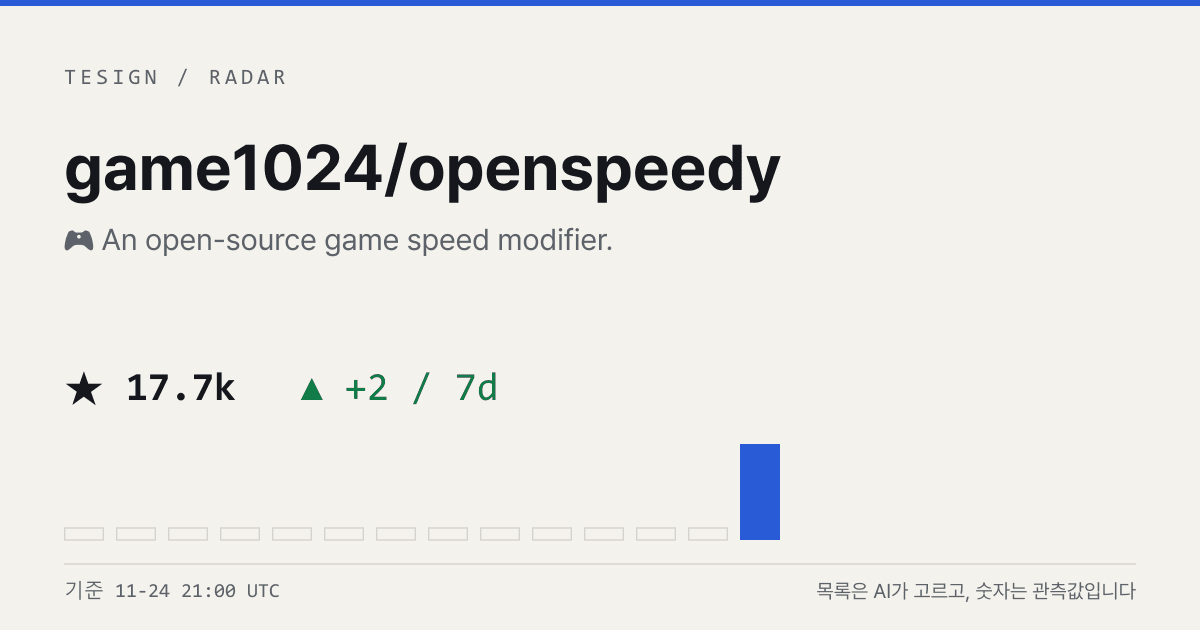 TESIGN / RADAR
game1024/openspeedy
🎮 An open-source game speed modifier.
★ 17.7k ▲ +2 / 7d
기준 11-24 21:00 UTC
목록은 AI가 고르고, 숫자는 관측값입니다